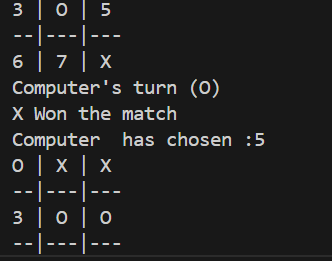 3 | O | 5
--|---|---
6 | 7 | X
Computer's turn (O)
X Won the match
Computer  has chosen :5
O | X | X
--|---|---
3 | O | O
--|---|---